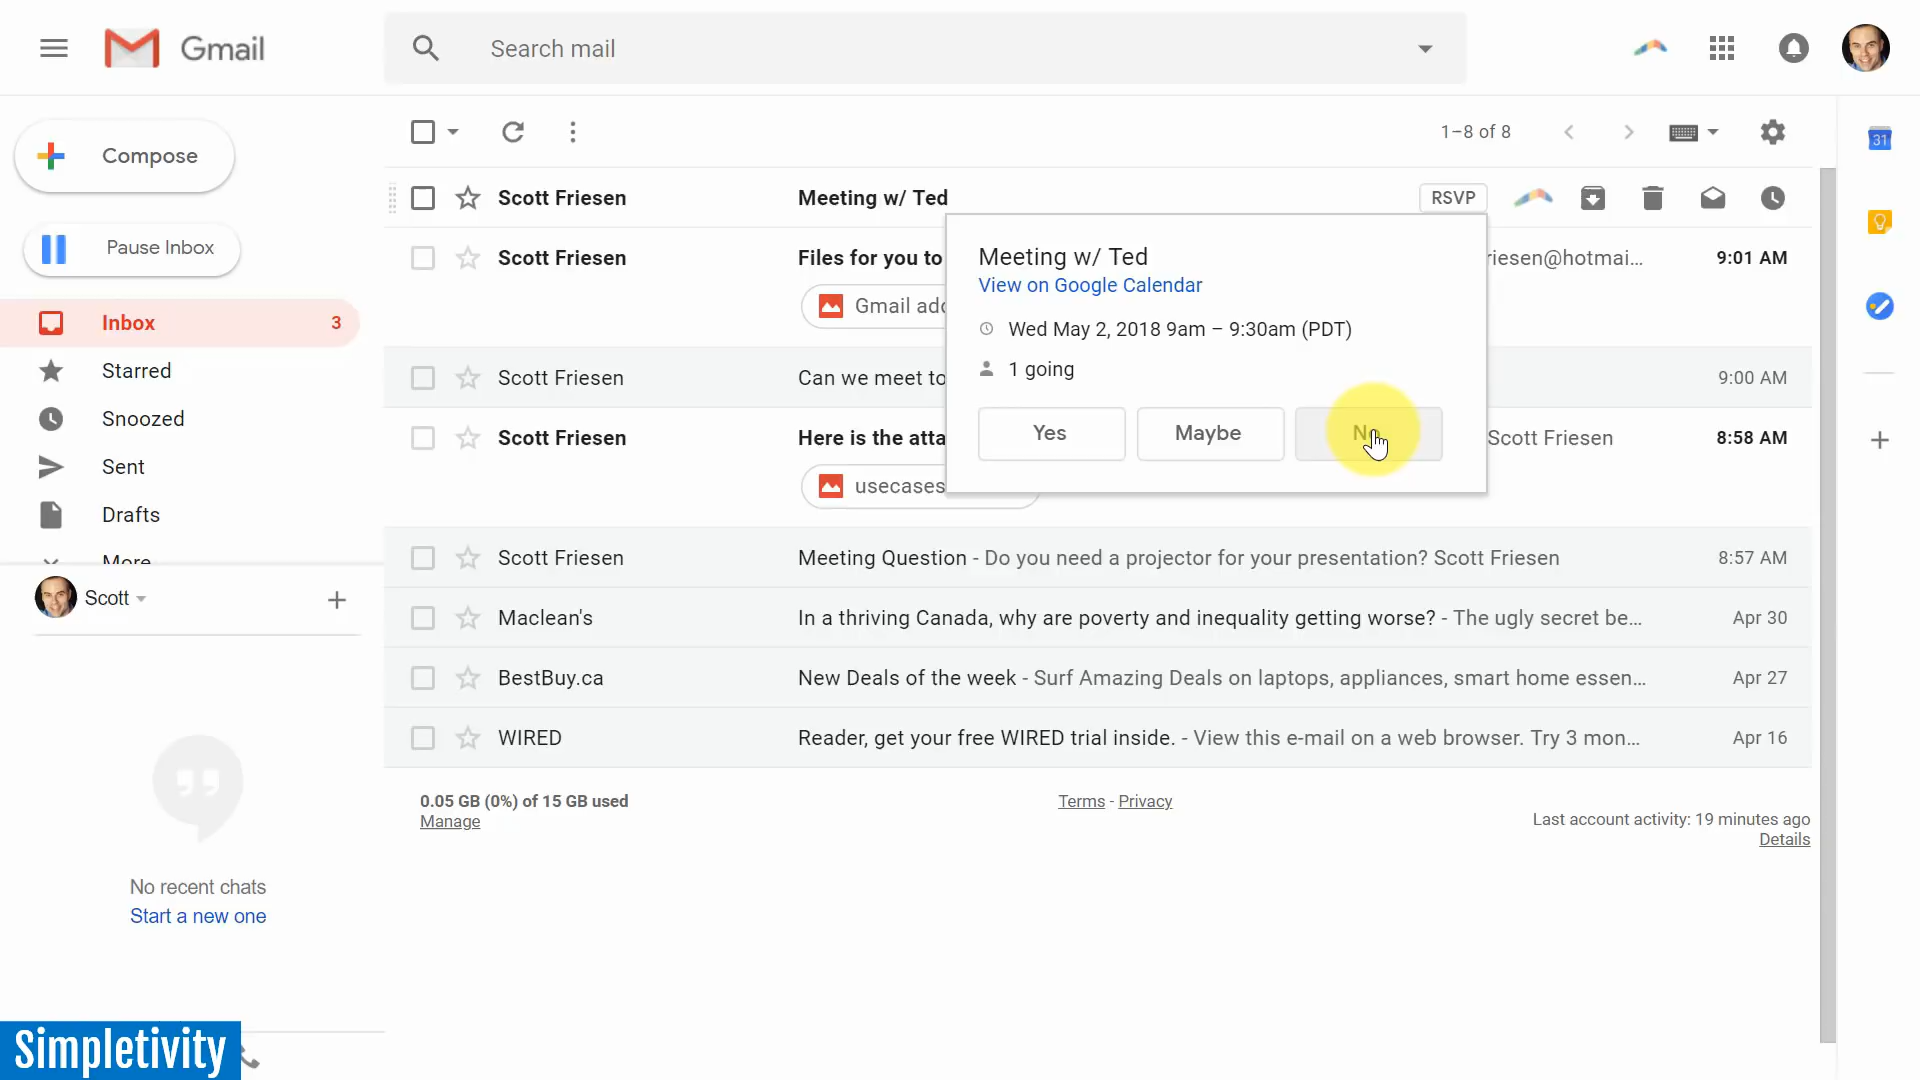 Gmail
Search mail
Compose
1–8 of 8
31
Scott Friesen Meeting w/ Ted RSVP
Pause Inbox
Scott Friesen Files for you to riesen@hotmai... 9:01 AM
Meeting w/ Ted
View on Google Calendar
Gmail add
Wed May 2, 2018 9am – 9:30am (PDT)
1 going
Yes Maybe No
Inbox 3
Starred
Scott Friesen Can we meet to 9:00 AM
Snoozed
Scott Friesen Here is the atta Scott Friesen 8:58 AM
Sent
usecases
Drafts
More
Scott Friesen Meeting Question - Do you need a projector for your presentation? Scott Friesen 8:57 AM
Scott
Maclean's In a thriving Canada, why are poverty and inequality getting worse? - The ugly secret be... Apr 30
BestBuy.ca New Deals of the week - Surf Amazing Deals on laptops, appliances, smart home essen... Apr 27
WIRED Reader, get your free WIRED trial inside. - View this e-mail on a web browser. Try 3 mon... Apr 16
0.05 GB (0%) of 15 GB used
Manage
Terms - Privacy
Last account activity: 19 minutes ago
Details
No recent chats
Start a new one
Simpletivity